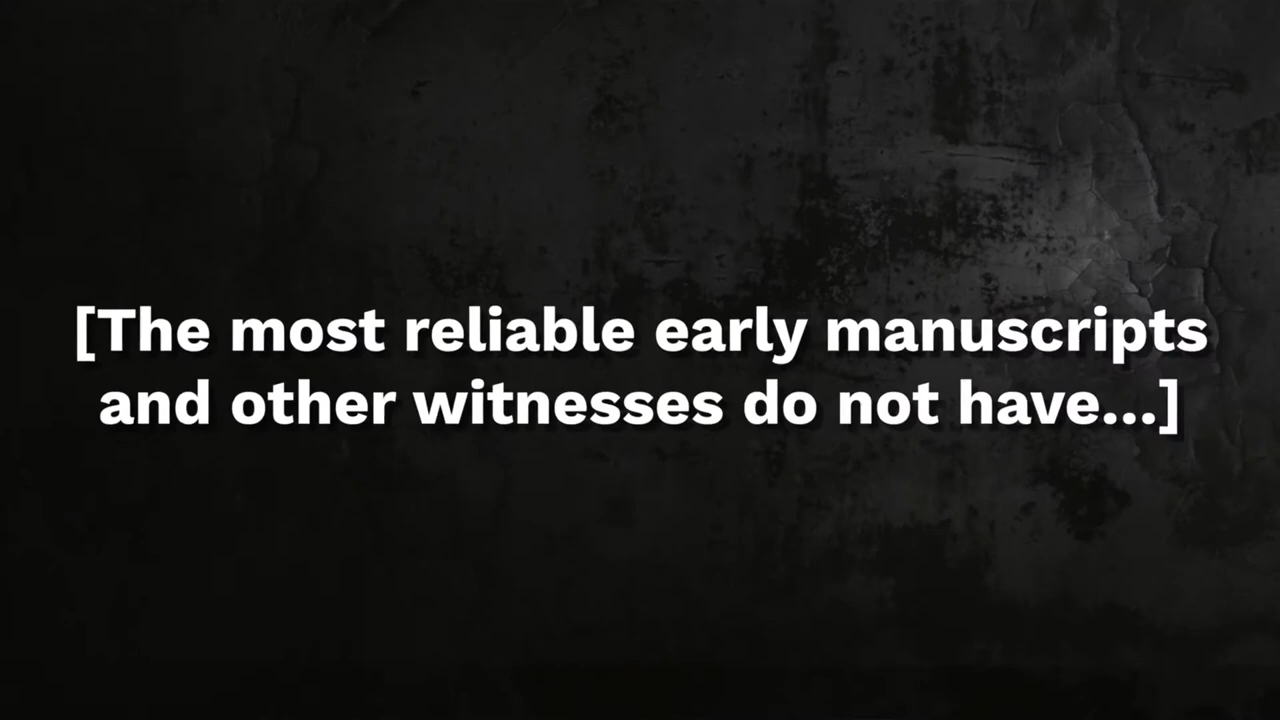 [The most reliable early manuscripts
and other witnesses do not have...]